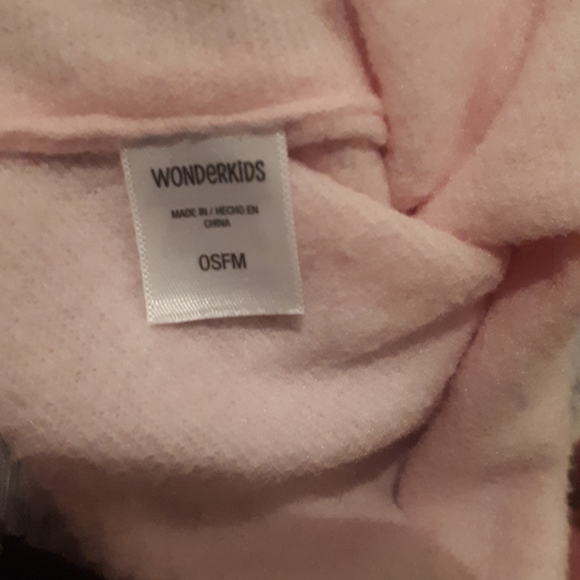 WONDERKIDS
MADE IN / HECHO EN
CHINA
OSFM